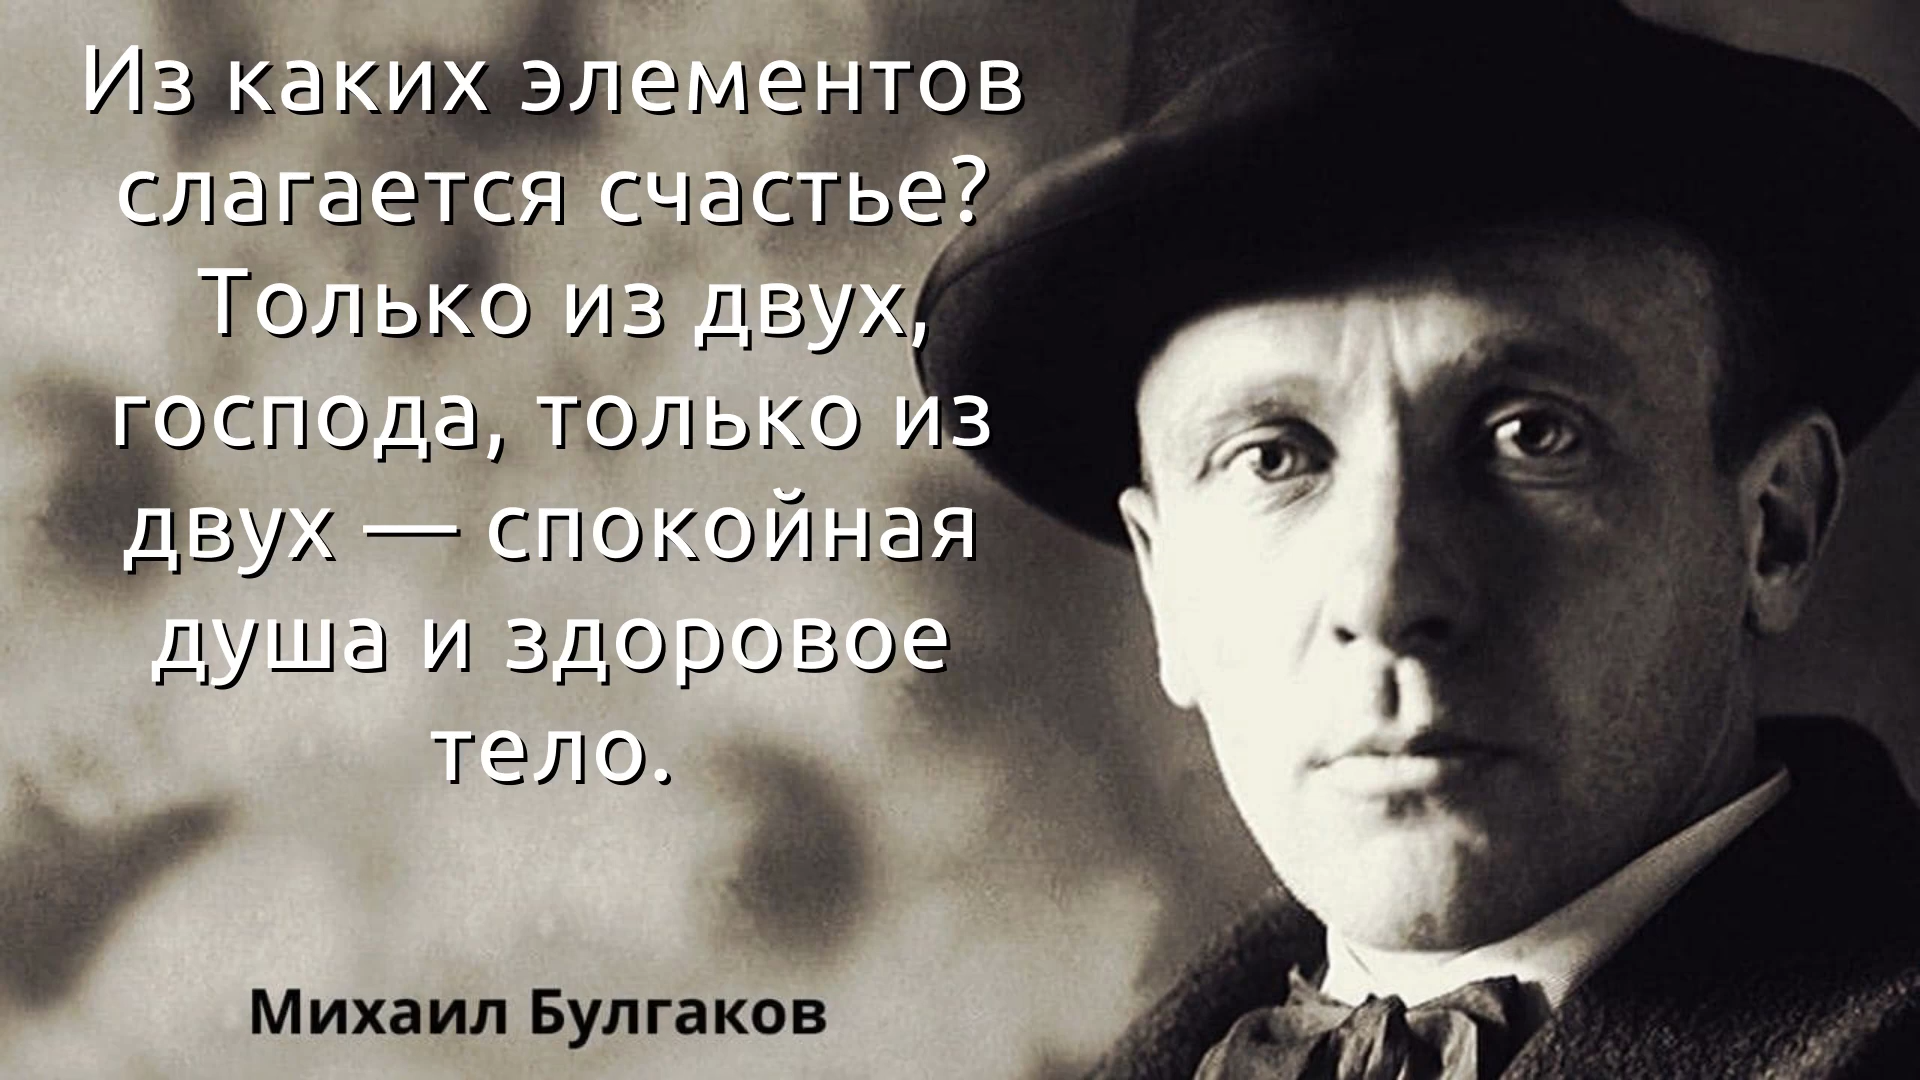 Из каких элементов
слагается счастье?
Только из двух,
господа, только из
двух — спокойная
душа и здоровое
тело.
Михаил Булгаков